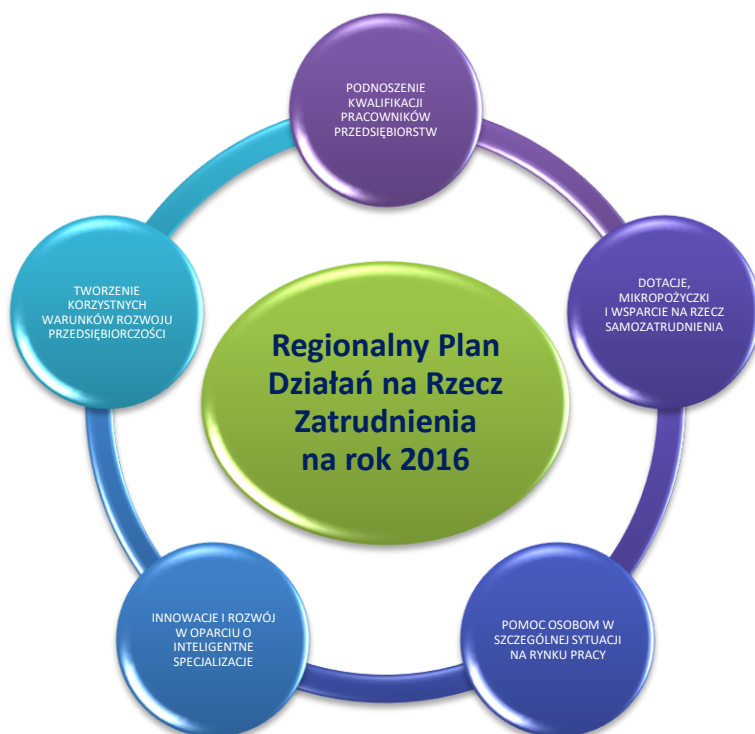 PODNOSZENIE
KWALIFIKACJI
PRACOWNIKÓW
PRZEDSIĘBIORSTW
DOTACJE,
MIKROPOŻYCZKI
I WSPARCIE NA RZECZ
SAMOZATRUDNIENIA
POMOC OSOBOM W
SZCZEGÓLNEJ SYTUACJI
NA RYNKU PRACY
INNOWACJE I ROZWÓJ
W OPARCIU O
INTELIGENTNE
SPECJALIZACJE
TWORZENIE
KORZYSTNYCH
WARUNKÓW ROZWOJU
PRZEDSIĘBIORCZOŚCI
Regionalny Plan
Działań na Rzecz
Zatrudnienia
na rok 2016